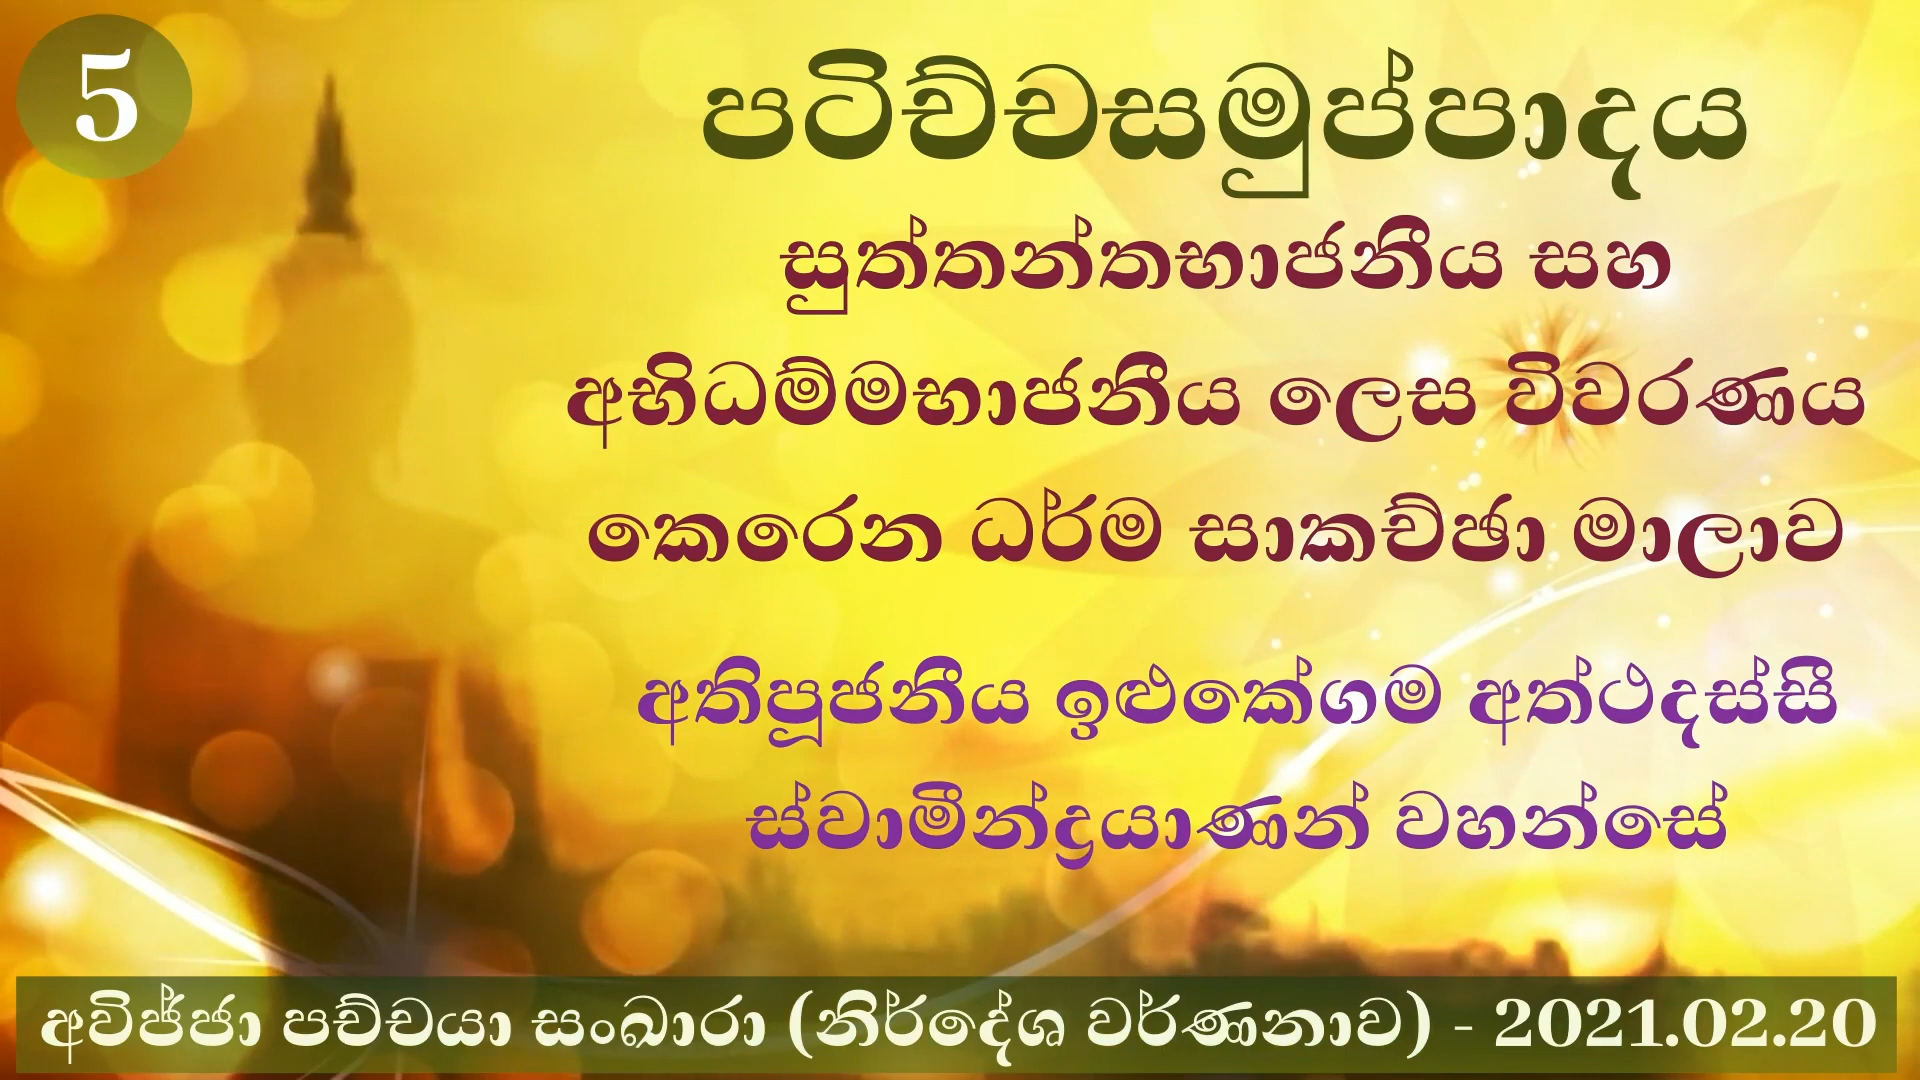 5
පටිච්චසමුප්පාදය
සුත්තන්තභාජනීය සහ
අභිධම්මභාජනීය ලෙස විවරණය
කෙරෙන ධර්ම සාකච්ඡා මාලාව
අතිපූජනීය ඉළුකේගම අත්ථදස්සී
ස්වාමීන්ද්‍රයාණන් වහන්සේ
අවිජ්ජා පච්චයා සංඛාරා (නිර්දේශ වර්ණනාව) - 2021.02.20